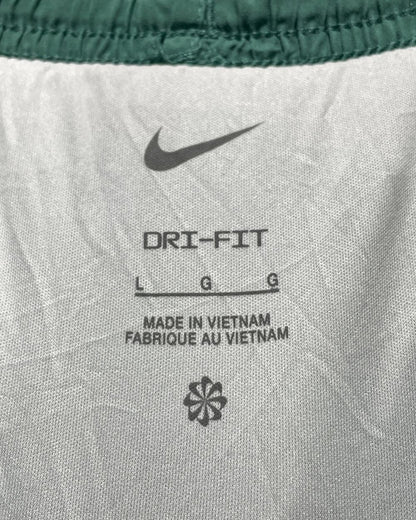 DRI-FIT
L G G
MADE IN VIETNAM
FABRIQUE AU VIETNAM